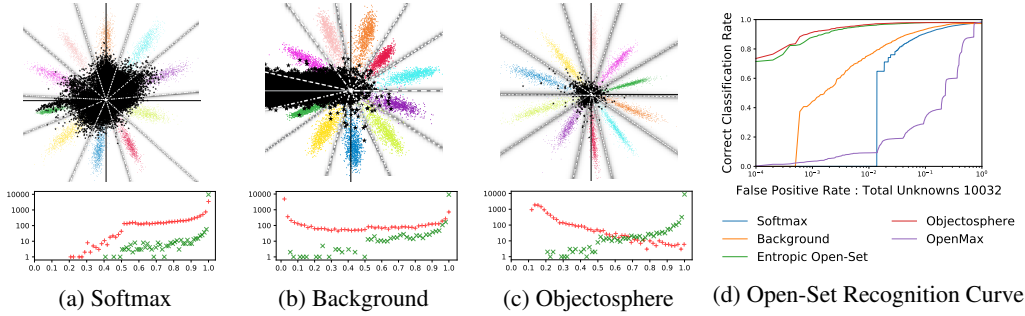 10000
1000
100
10
1
0.0 0.1 0.2 0.3 0.4 0.5 0.6 0.7 0.8 0.9 1.0
(a) Softmax
10000
1000
100
10
1
0.0 0.1 0.2 0.3 0.4 0.5 0.6 0.7 0.8 0.9 1.0
(b) Background
10000
1000
100
10
1
0.0 0.1 0.2 0.3 0.4 0.5 0.6 0.7 0.8 0.9 1.0
(c) Objectosphere
Correct Classification Rate
1.0
0.8
0.6
0.4
0.2
0.0
10⁻⁴ 10⁻³ 10⁻² 10⁻¹ 10⁰
False Positive Rate : Total Unknowns 10032
Softmax
Background
Entropic Open-Set
Objectosphere
OpenMax
(d) Open-Set Recognition Curve